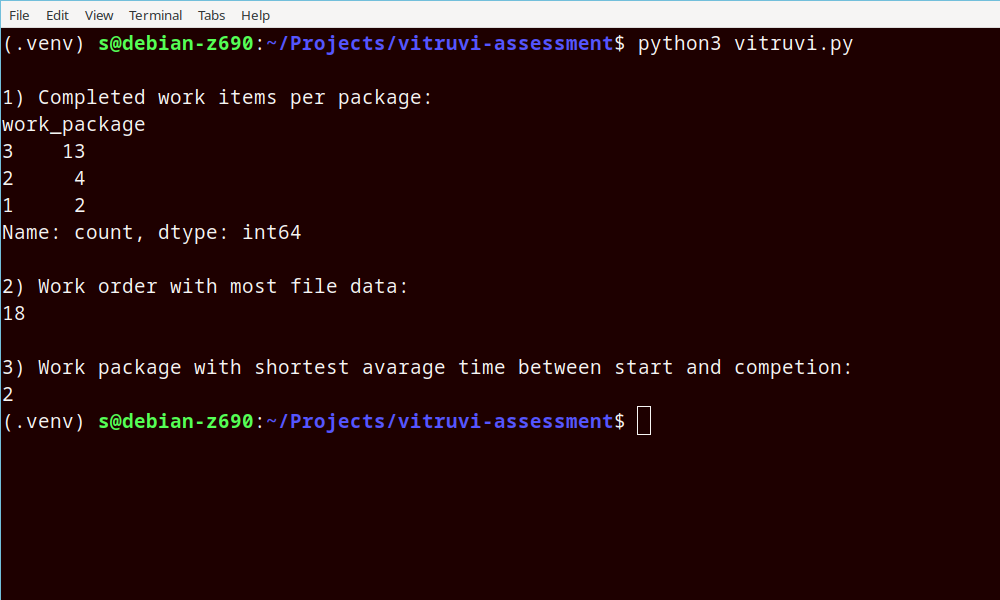 File Edit View Terminal Tabs Help
(.venv) s@debian-z690:~/Projects/vitruvi-assessment$ python3 vitruvi.py
1) Completed work items per package:
work_package
3    13
2     4
1     2
Name: count, dtype: int64
2) Work order with most file data:
18
3) Work package with shortest avarage time between start and competion:
2
(.venv) s@debian-z690:~/Projects/vitruvi-assessment$